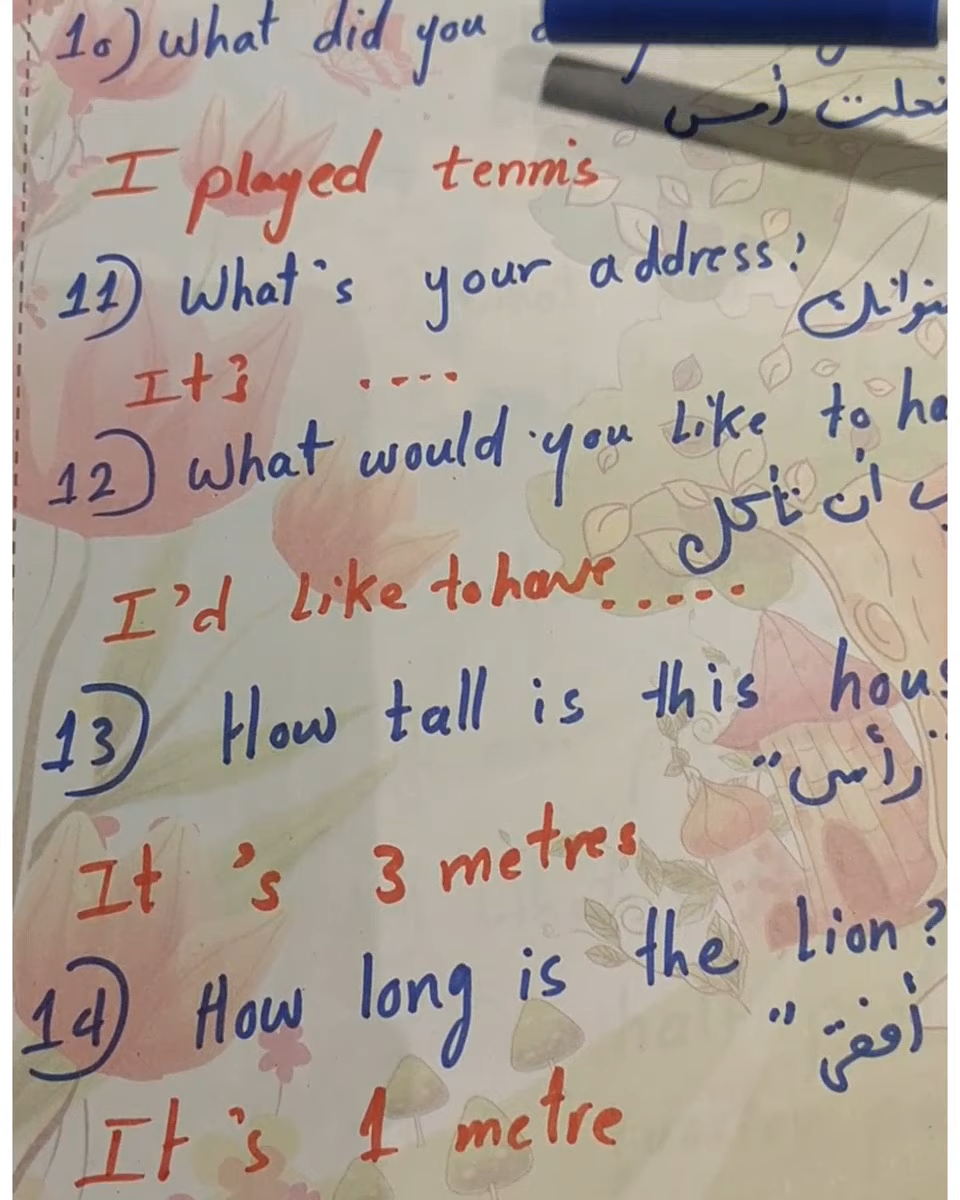 10) What did you
فعلت أمس
I played tennis
11) What's your address?
عنوانك
It's ....
12) What would you Like to ha
أن تأكل
I'd Like to have .....
13) How tall is this hous
"رأسي"
It's 3 metres
14) How long is the Lion?
أفقي "
It's 1 metre